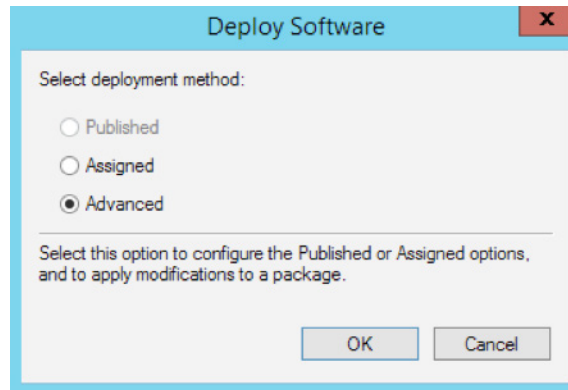 Deploy Software
x
Select deployment method:
Published
Assigned
Advanced
Select this option to configure the Published or Assigned options,
and to apply modifications to a package.
OK Cancel